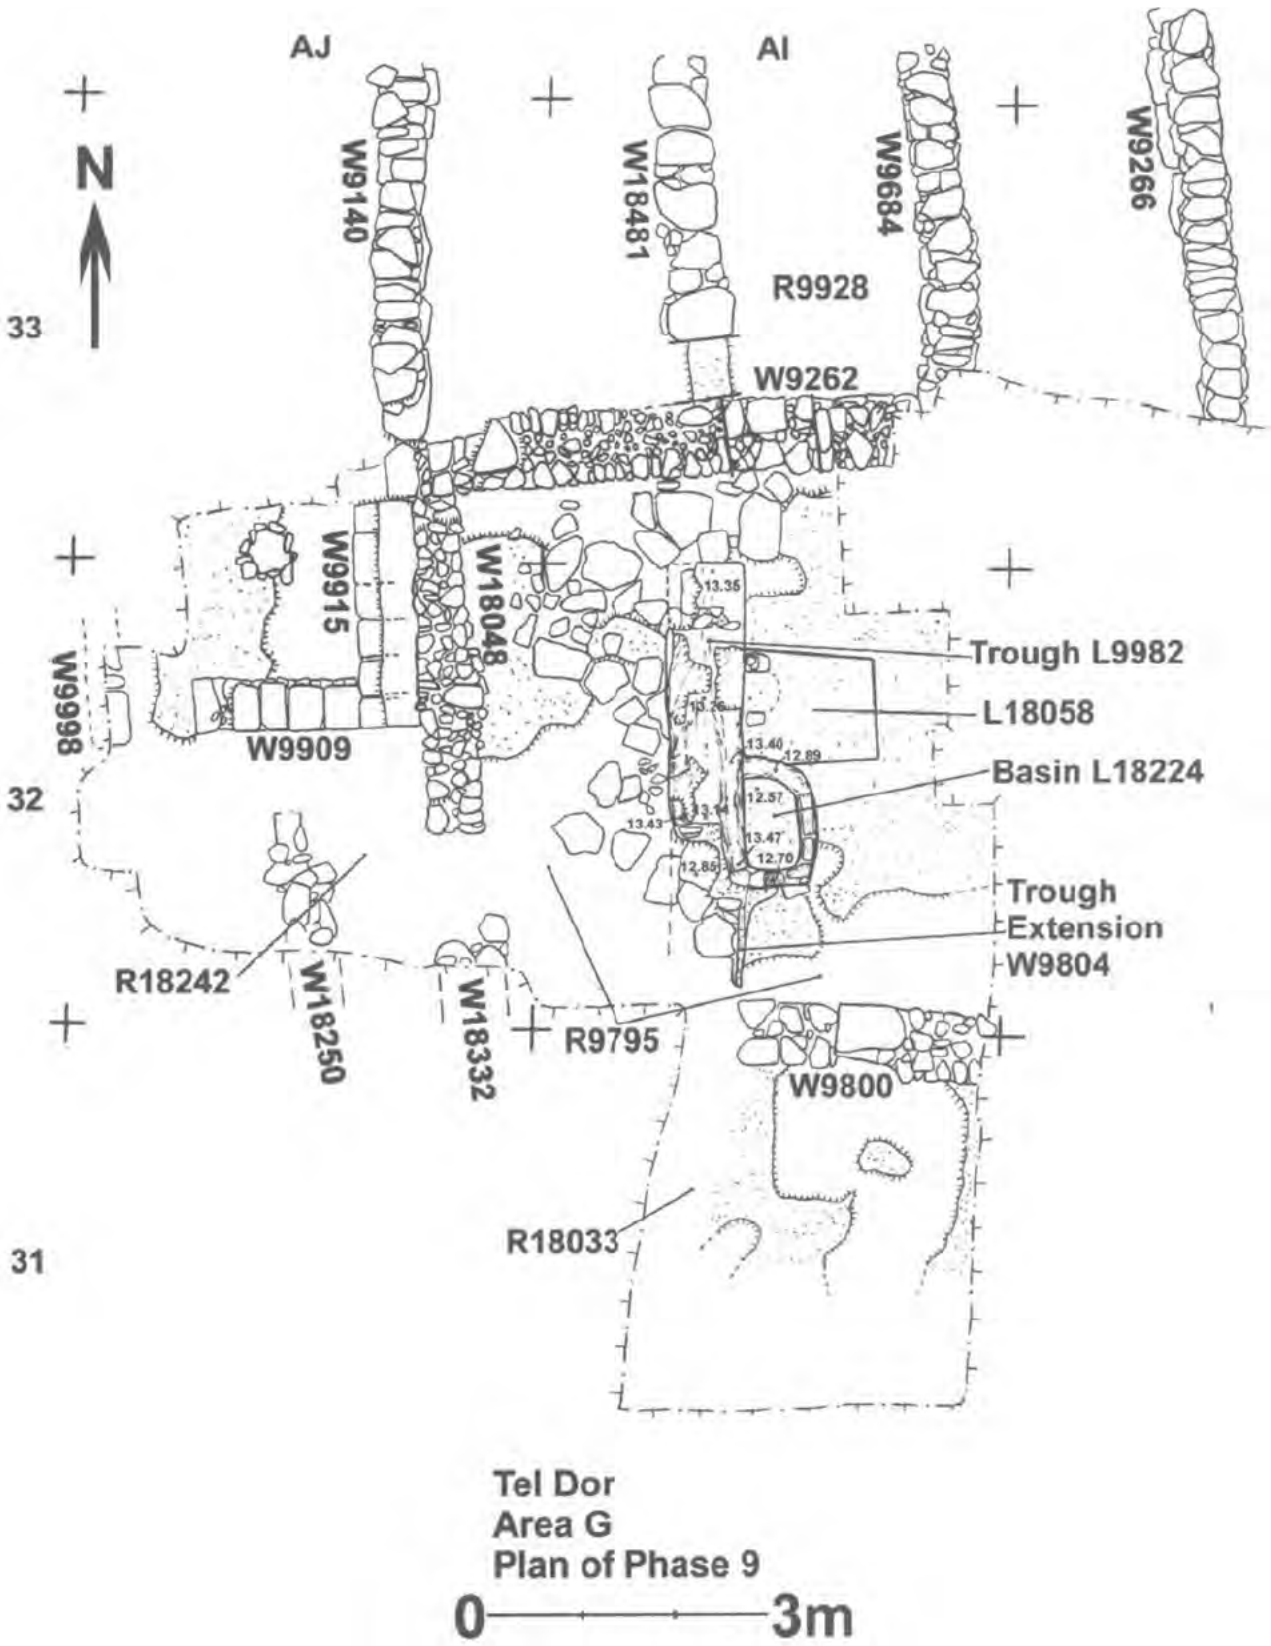 AJ
AI
N
W9140
W18481
W9684
W9266
R9928
33
W9262
W9915
W18048
13.35
Trough L9982
W9998
L18058
W9909
13.40
12.89
Basin L18224
32
12.57
13.43
13.47
12.85
12.70
Trough
Extension
W9804
R18242
W18250
W18332
R9795
W9800
R18033
31
Tel Dor
Area G
Plan of Phase 9
0
3m